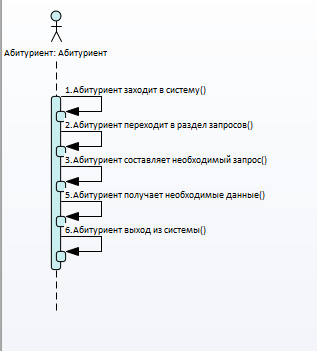 Абитуриент: Абитуриент
1.Абитуриент заходит в систему()
2.Абитуриент переходит в раздел запросов()
3.Абитуриент составляет необходимый запрос()
5.Абитуриент получает необходимые данные()
6.Абитуриент выход из системы()